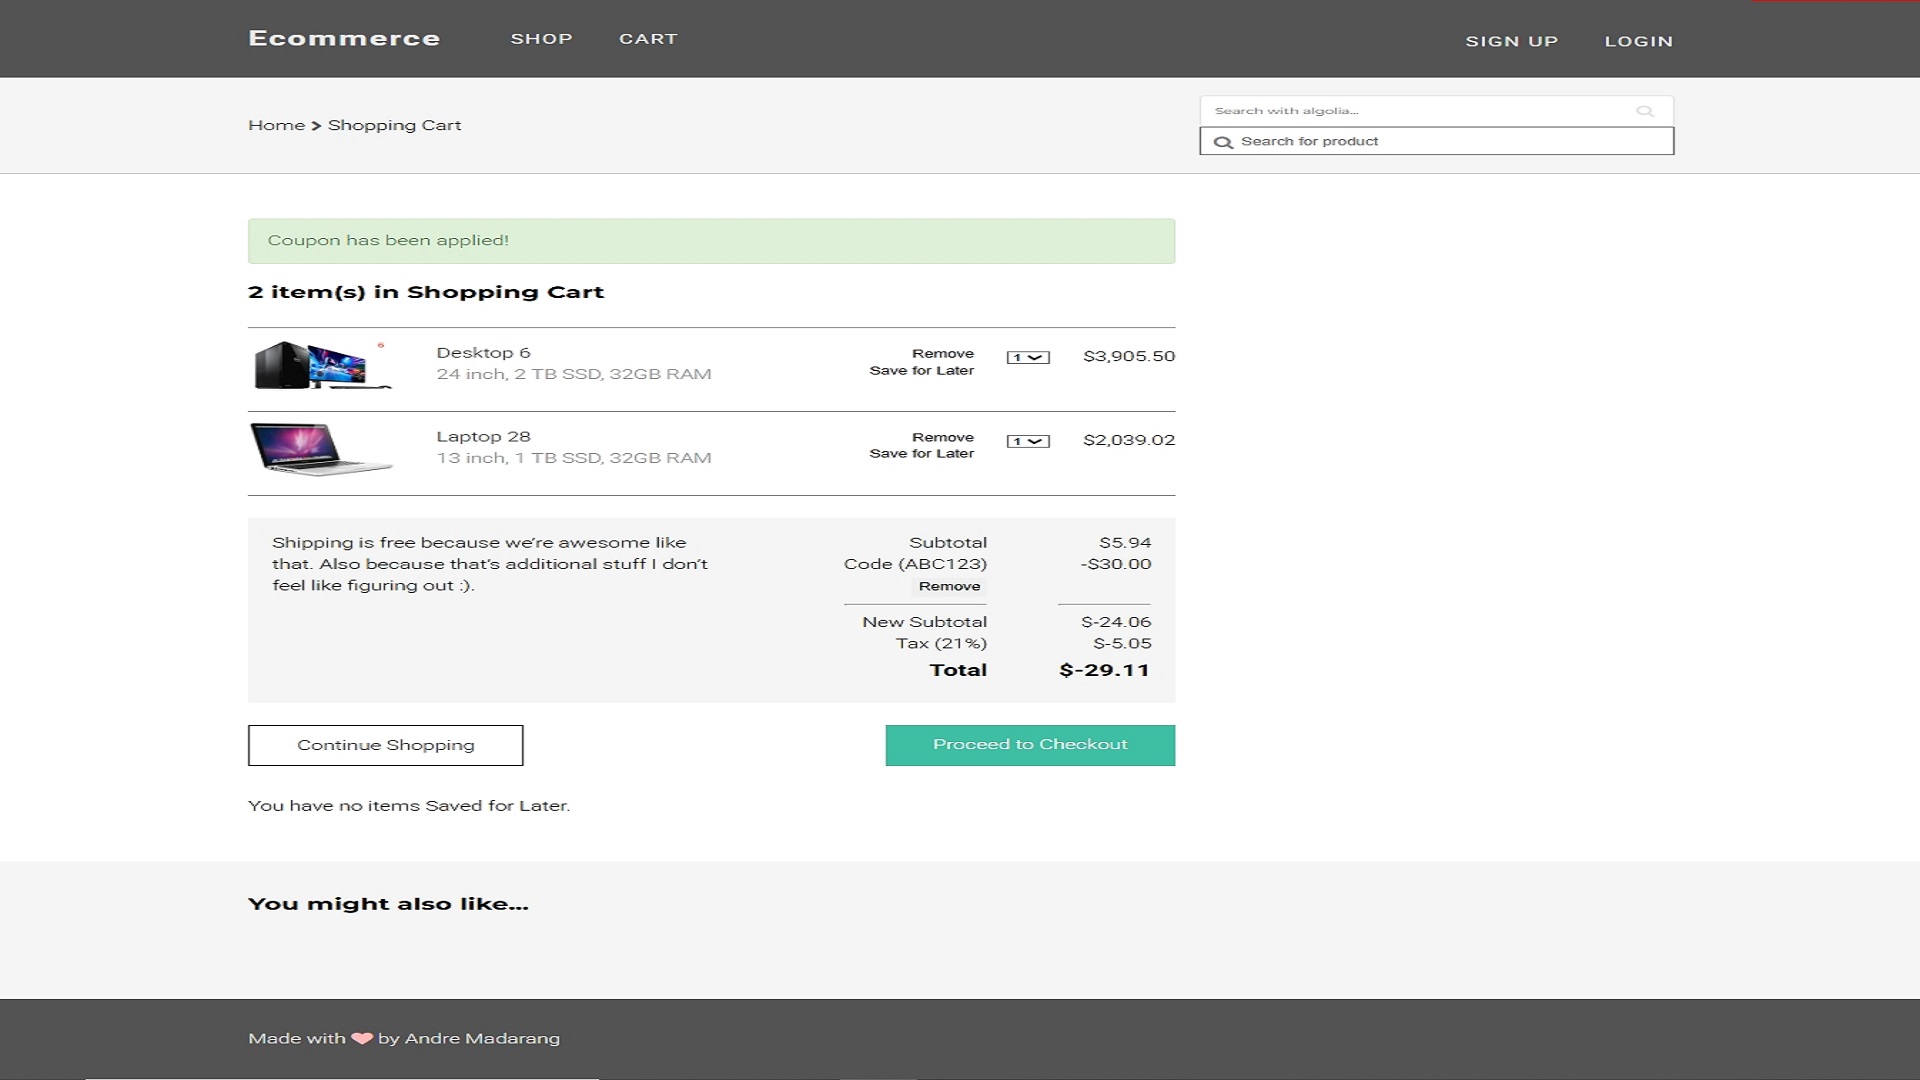 Ecommerce SHOP CART SIGN UP LOGIN
Home > Shopping Cart
Search with algolia...
Search for product
Coupon has been applied!
2 item(s) in Shopping Cart
Desktop 6 Remove 1 $3,905.50
24 inch, 2 TB SSD, 32GB RAM Save for Later
6
Laptop 28 Remove 1 $2,039.02
13 inch, 1 TB SSD, 32GB RAM Save for Later
Shipping is free because we’re awesome like
that. Also because that’s additional stuff I don’t
feel like figuring out :).
Subtotal $5.94
Code (ABC123) -$30.00
Remove
New Subtotal $-24.06
Tax (21%) $-5.05
Total $-29.11
Continue Shopping Proceed to Checkout
You have no items Saved for Later.
You might also like...
Made with ❤ by Andre Madarang